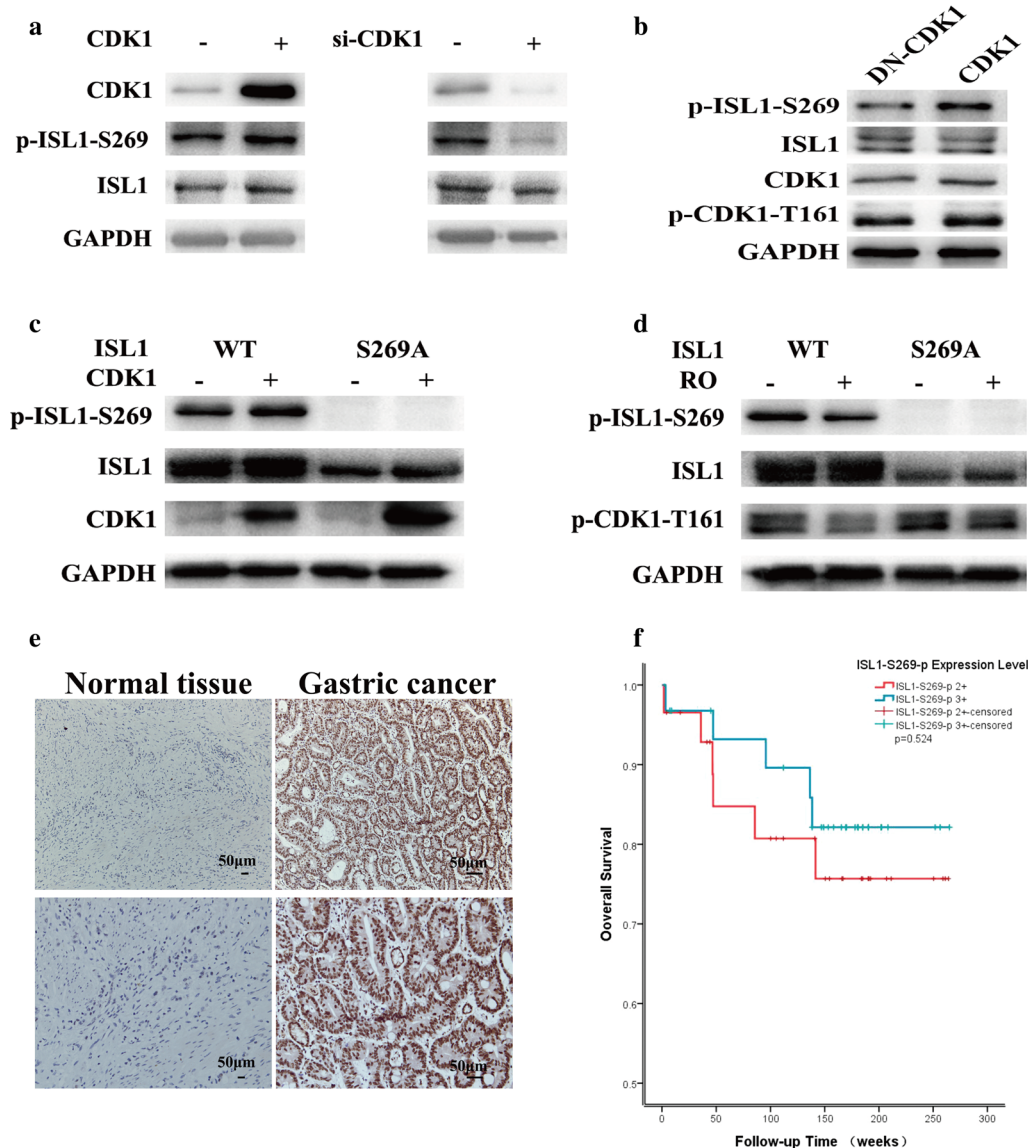 a
CDK1 - + si-CDK1 - +
CDK1
p-ISL1-S269
ISL1
GAPDH
b
DN-CDK1 CDK1
p-ISL1-S269
ISL1
CDK1
p-CDK1-T161
GAPDH
c
ISL1 WT S269A
CDK1 - + - +
p-ISL1-S269
ISL1
CDK1
GAPDH
d
ISL1 WT S269A
RO - + - +
p-ISL1-S269
ISL1
p-CDK1-T161
GAPDH
e
Normal tissue Gastric cancer
50μm 50μm
50μm 50μm
f
ISL1-S269-p Expression Level
ISL1-S269-p 2+
ISL1-S269-p 3+
ISL1-S269-p 2+-censored
ISL1-S269-p 3+-censored
p=0.524
1.0
0.9
0.8
0.7
0.6
0.5
Ooverall Survival
0 50 100 150 200 250 300
Follow-up Time (weeks)